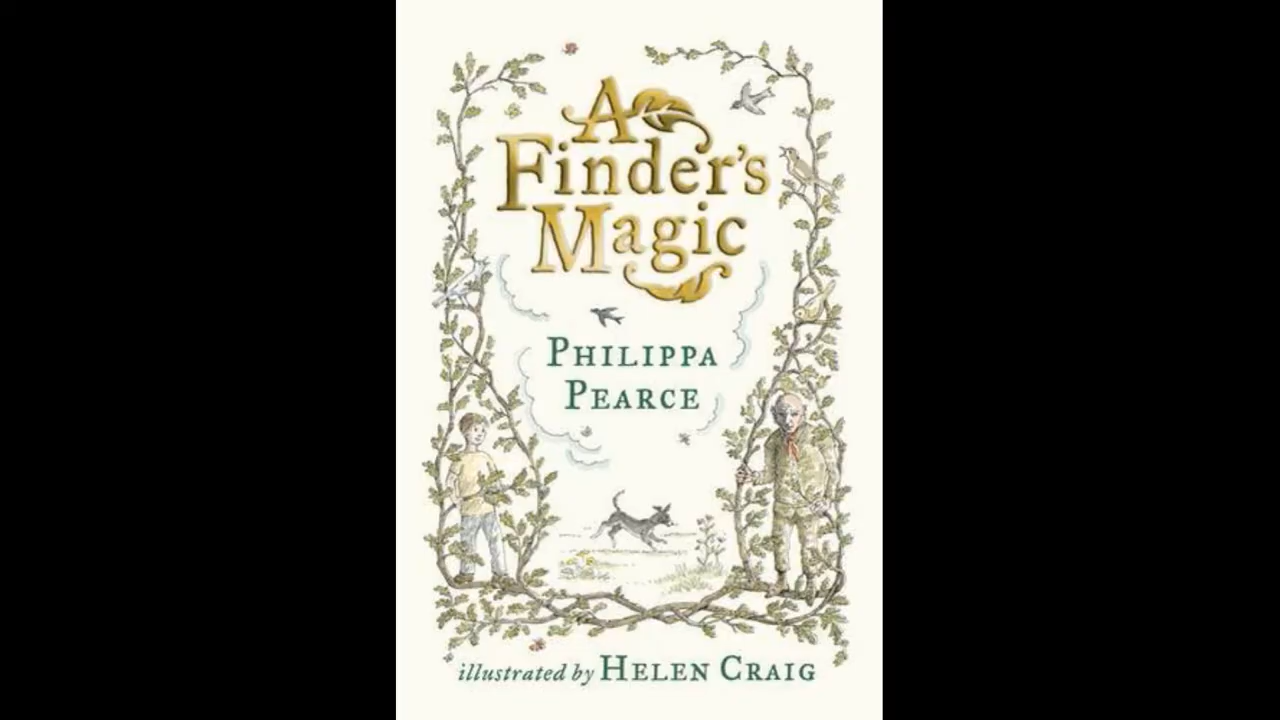 A
Finder's
Magic
PHILIPPA
PEARCE
illustrated by HELEN CRAIG